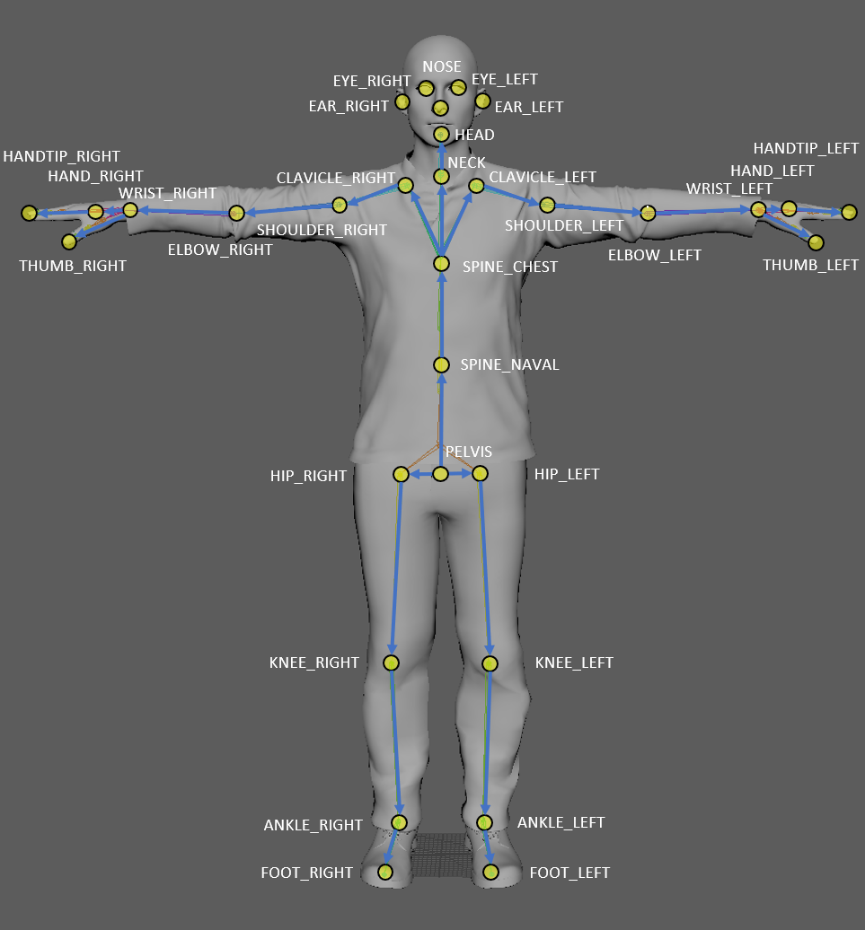 NOSE
EYE_RIGHT
EYE_LEFT
EAR_RIGHT
EAR_LEFT
HEAD
HANDTIP_RIGHT
HANDTIP_LEFT
NECK
HAND_RIGHT
HAND_LEFT
CLAVICLE_RIGHT
CLAVICLE_LEFT
WRIST_RIGHT
WRIST_LEFT
SHOULDER_RIGHT
SHOULDER_LEFT
ELBOW_RIGHT
ELBOW_LEFT
THUMB_RIGHT
THUMB_LEFT
SPINE_CHEST
SPINE_NAVAL
PELVIS
HIP_RIGHT
HIP_LEFT
KNEE_RIGHT
KNEE_LEFT
ANKLE_RIGHT
ANKLE_LEFT
FOOT_RIGHT
FOOT_LEFT